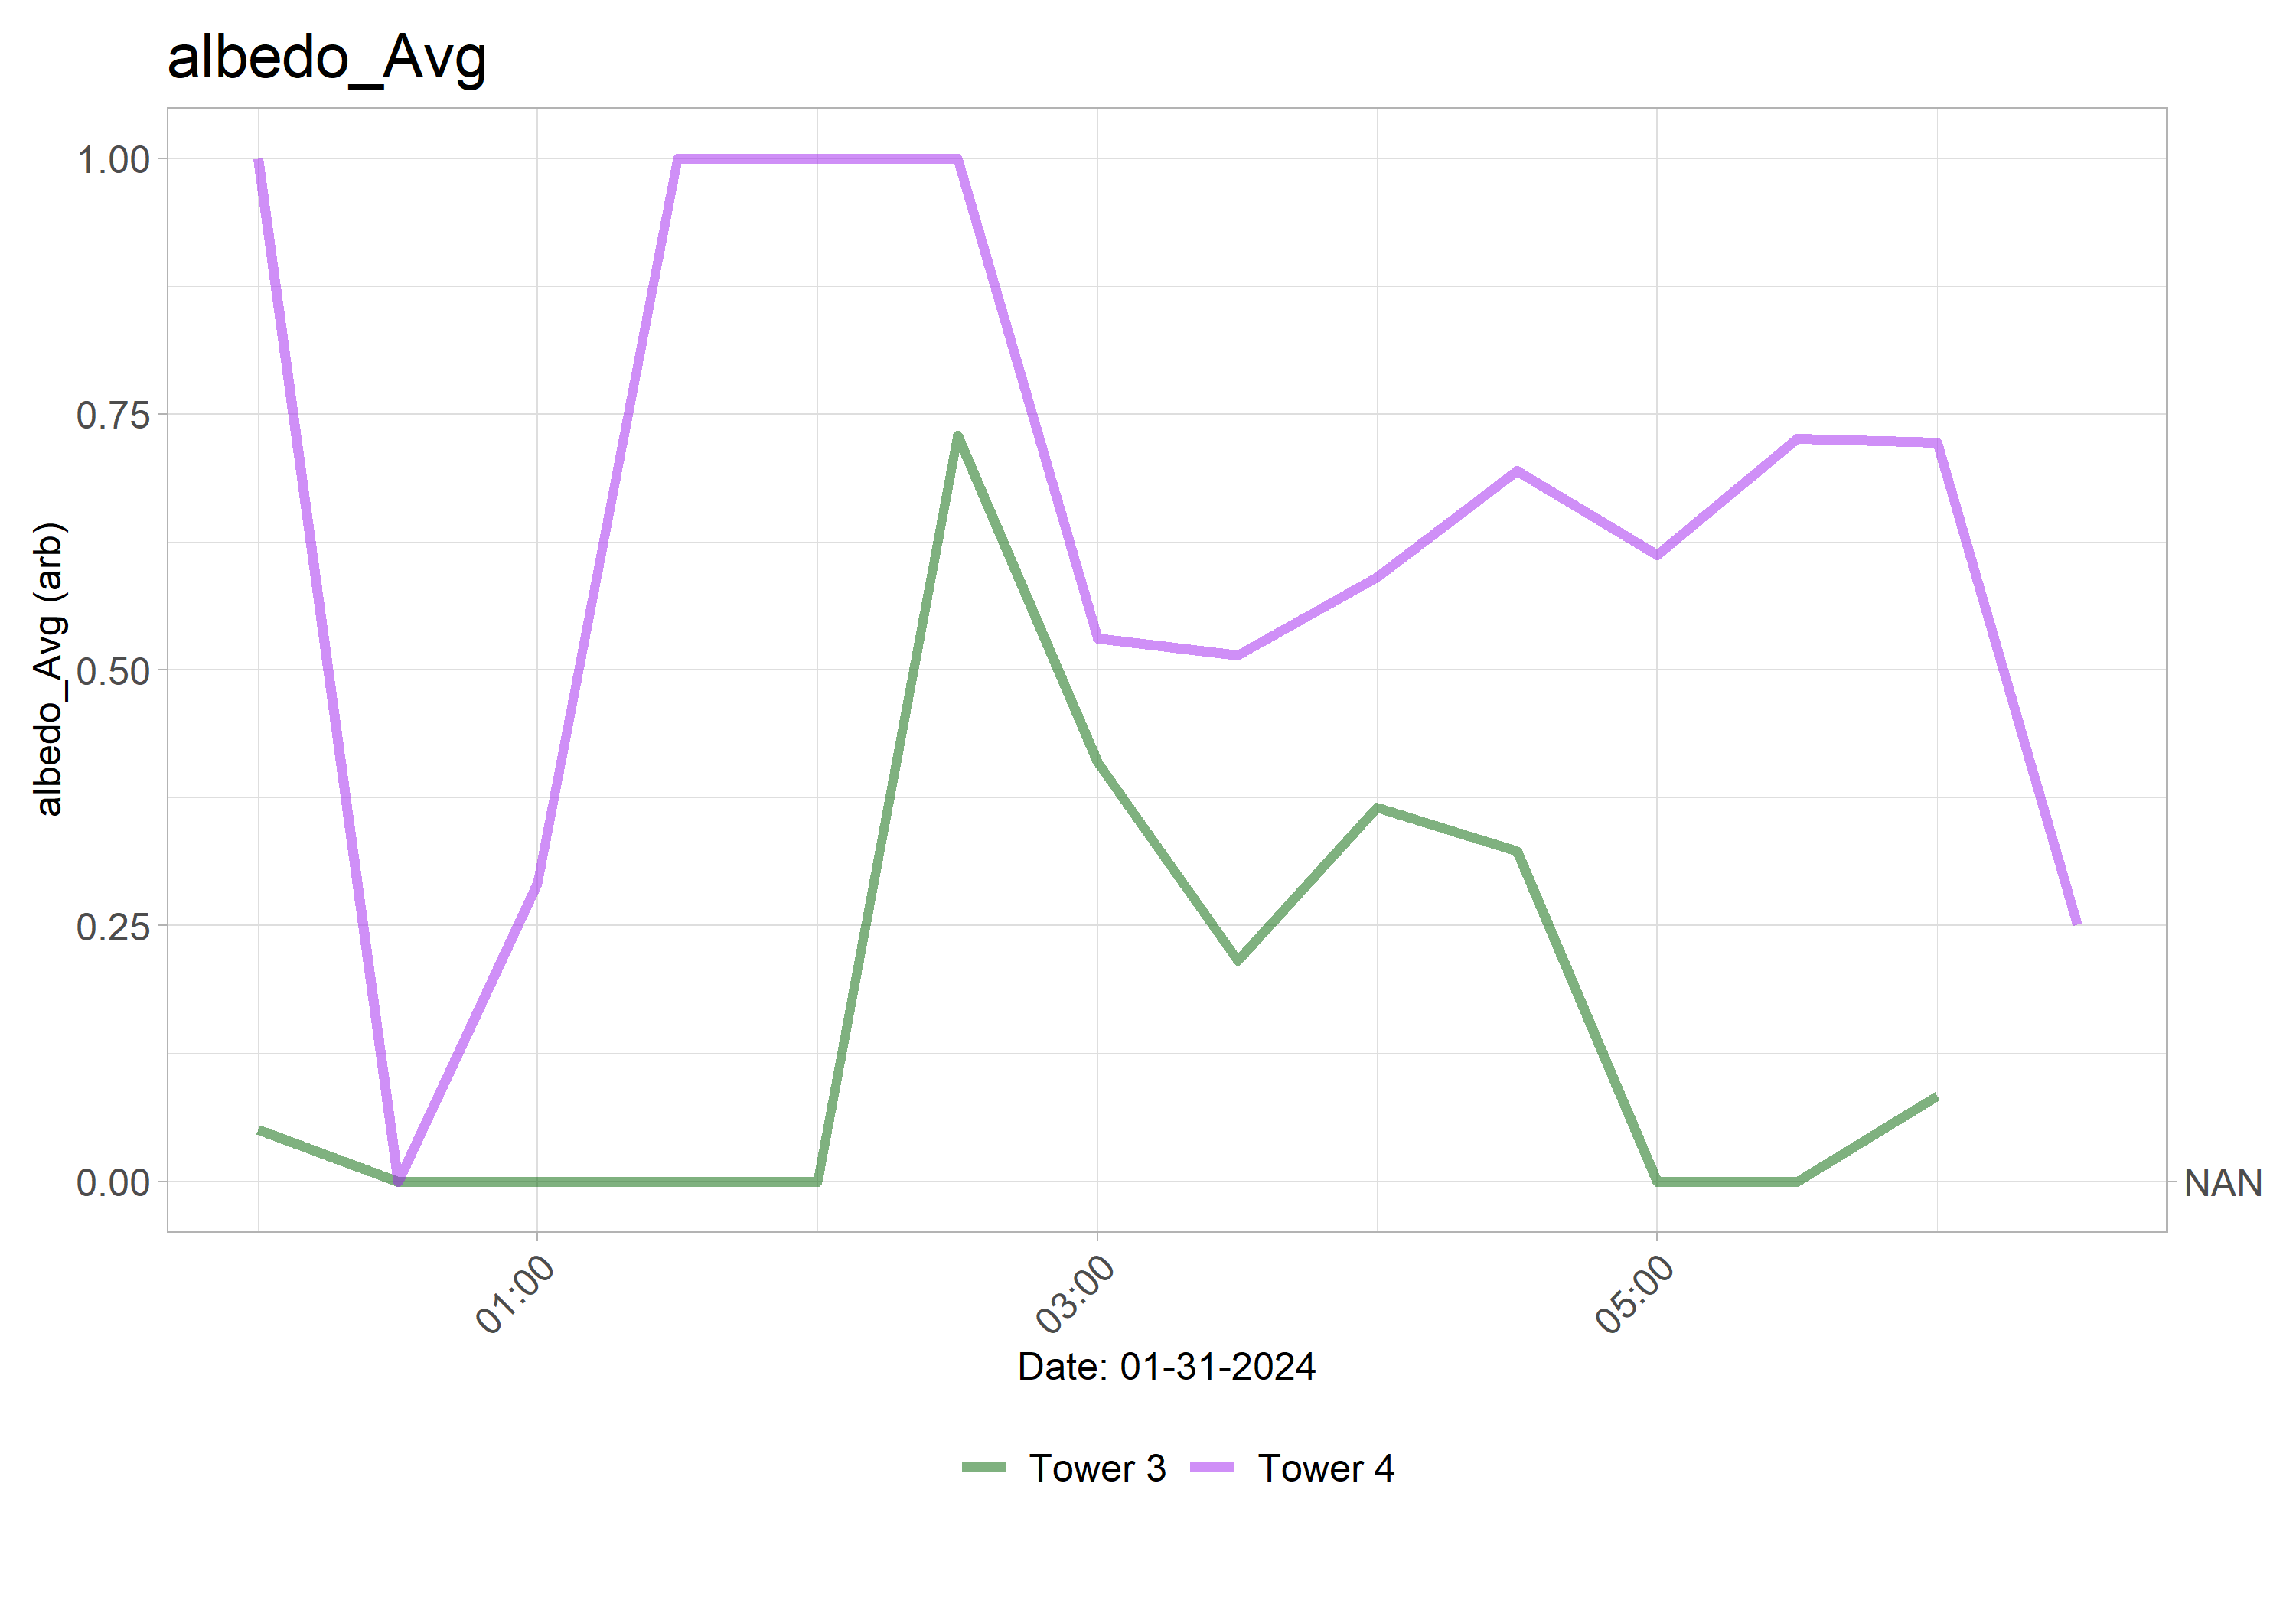 albedo_Avg
albedo_Avg (arb)
1.00
0.75
0.50
0.25
0.00
NAN
01:00
03:00
05:00
Date: 01-31-2024
Tower 3
Tower 4